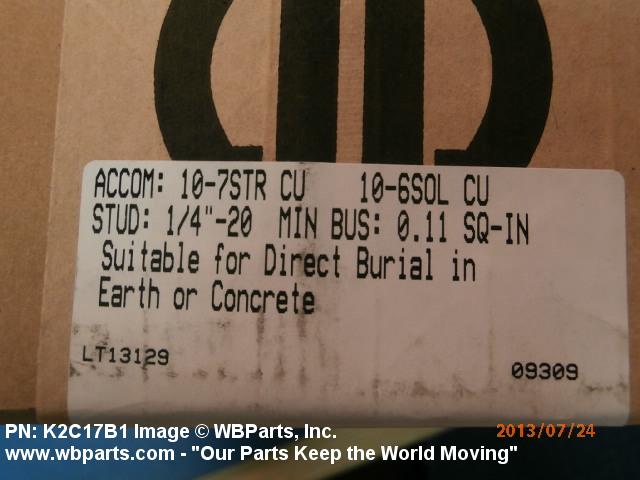 ACCOM: 10-7STR CU 10-6SOL CU
STUD: 1/4"-20 MIN BUS: 0.11 SQ-IN
Suitable for Direct Burial in
Earth or Concrete
LT13129 09309
2013/07/24
PN: K2C17B1 Image © WBParts, Inc.
www.wbparts.com - "Our Parts Keep the World Moving"